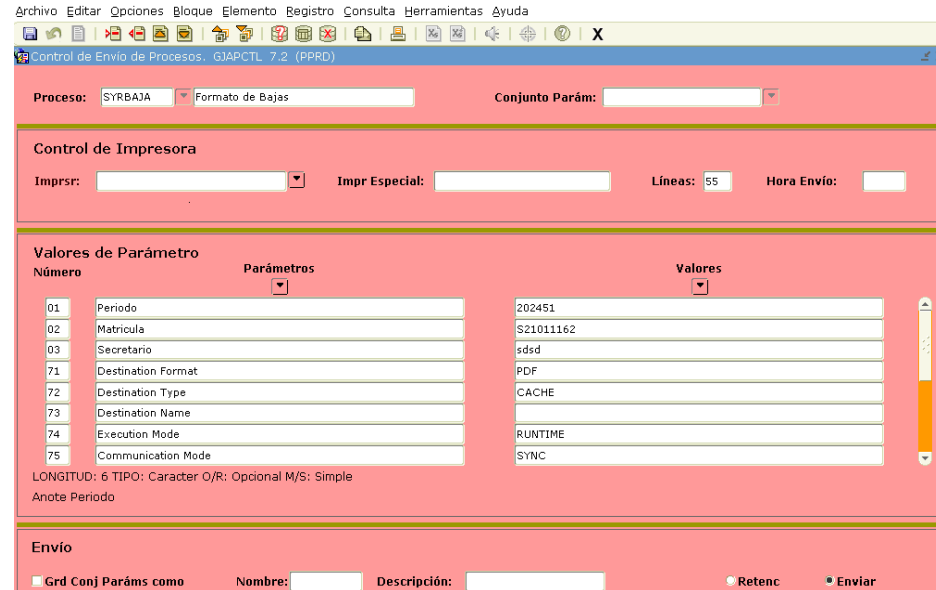 Archivo Editar Opciones Bloque Elemento Registro Consulta Herramientas Ayuda
X
Control de Envío de Procesos. GJAPCTL 7.2 (PPRD)
Proceso: SYRBAJA Formato de Bajas Conjunto Parám:
Control de Impresora
Imprsr: Impr Especial: Líneas: 55 Hora Envío:
Valores de Parámetro
Número Parámetros Valores
01 Periodo 202451
02 Matricula S21011162
03 Secretario sdsd
71 Destination Format PDF
72 Destination Type CACHE
73 Destination Name
74 Execution Mode RUNTIME
75 Communication Mode SYNC
LONGITUD: 6 TIPO: Caracter O/R: Opcional M/S: Simple
Anote Periodo
Envío
Grd Conj Paráms como Nombre: Descripción: Retenc Enviar